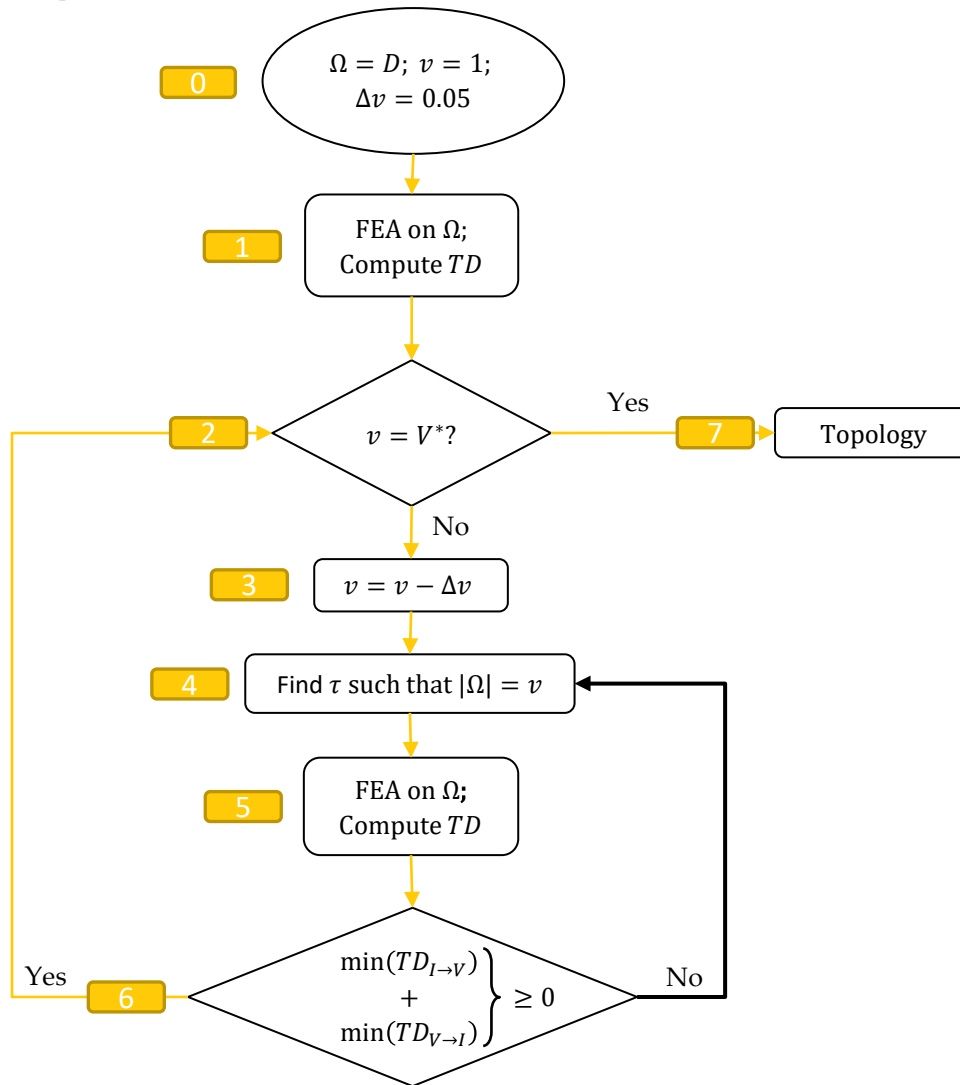 0
Ω = D; v = 1;
Δv = 0.05
1
FEA on Ω;
Compute TD
2
v = V*?
Yes
7
Topology
No
3
v = v − Δv
4
Find τ such that |Ω| = v
5
FEA on Ω;
Compute TD
Yes
6
min(TD_{I→V})
+
min(TD_{V→I})
≥ 0
No